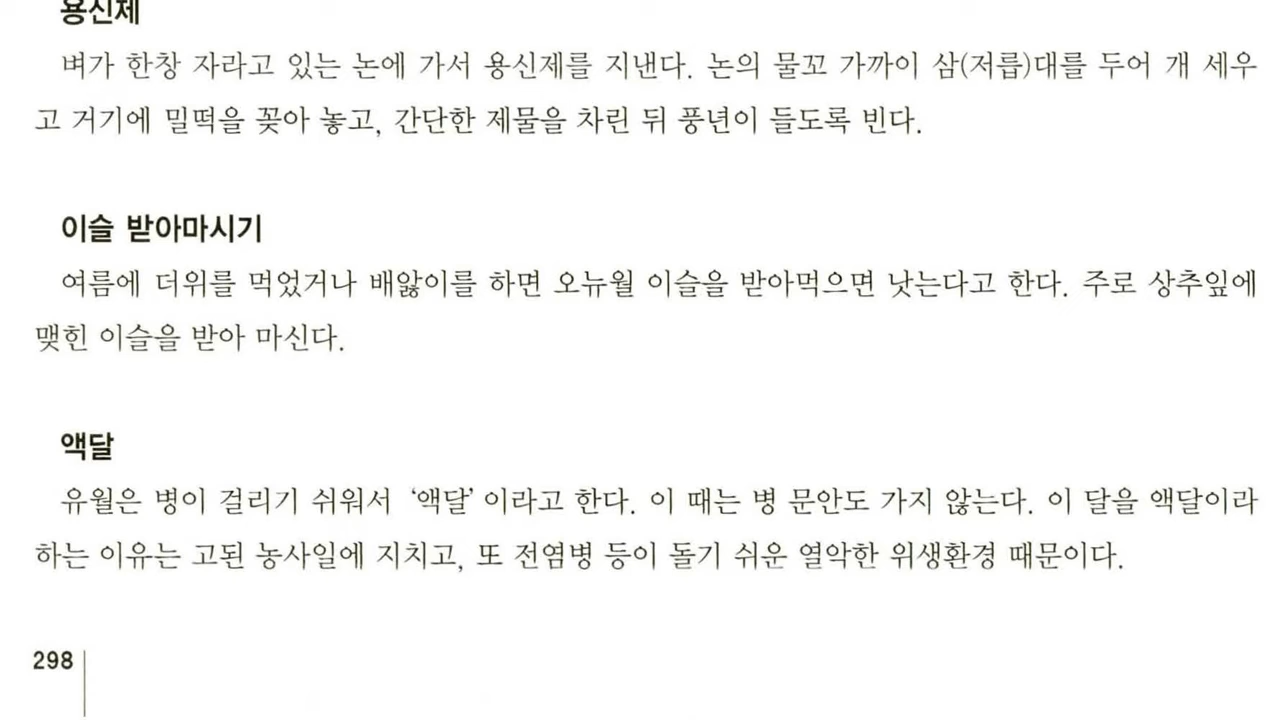 용신제
벼가 한창 자라고 있는 논에 가서 용신제를 지낸다. 논의 물꼬 가까이 삼(저릅)대를 두어 개 세우
고 거기에 밀떡을 꽂아 놓고, 간단한 제물을 차린 뒤 풍년이 들도록 빈다.
이슬 받아마시기
여름에 더위를 먹었거나 배앓이를 하면 오뉴월 이슬을 받아먹으면 낫는다고 한다. 주로 상추잎에
맺힌 이슬을 받아 마신다.
액달
유월은 병이 걸리기 쉬워서 ‘액달’이라고 한다. 이 때는 병 문안도 가지 않는다. 이 달을 액달이라
하는 이유는 고된 농사일에 지치고, 또 전염병 등이 돌기 쉬운 열악한 위생환경 때문이다.
298